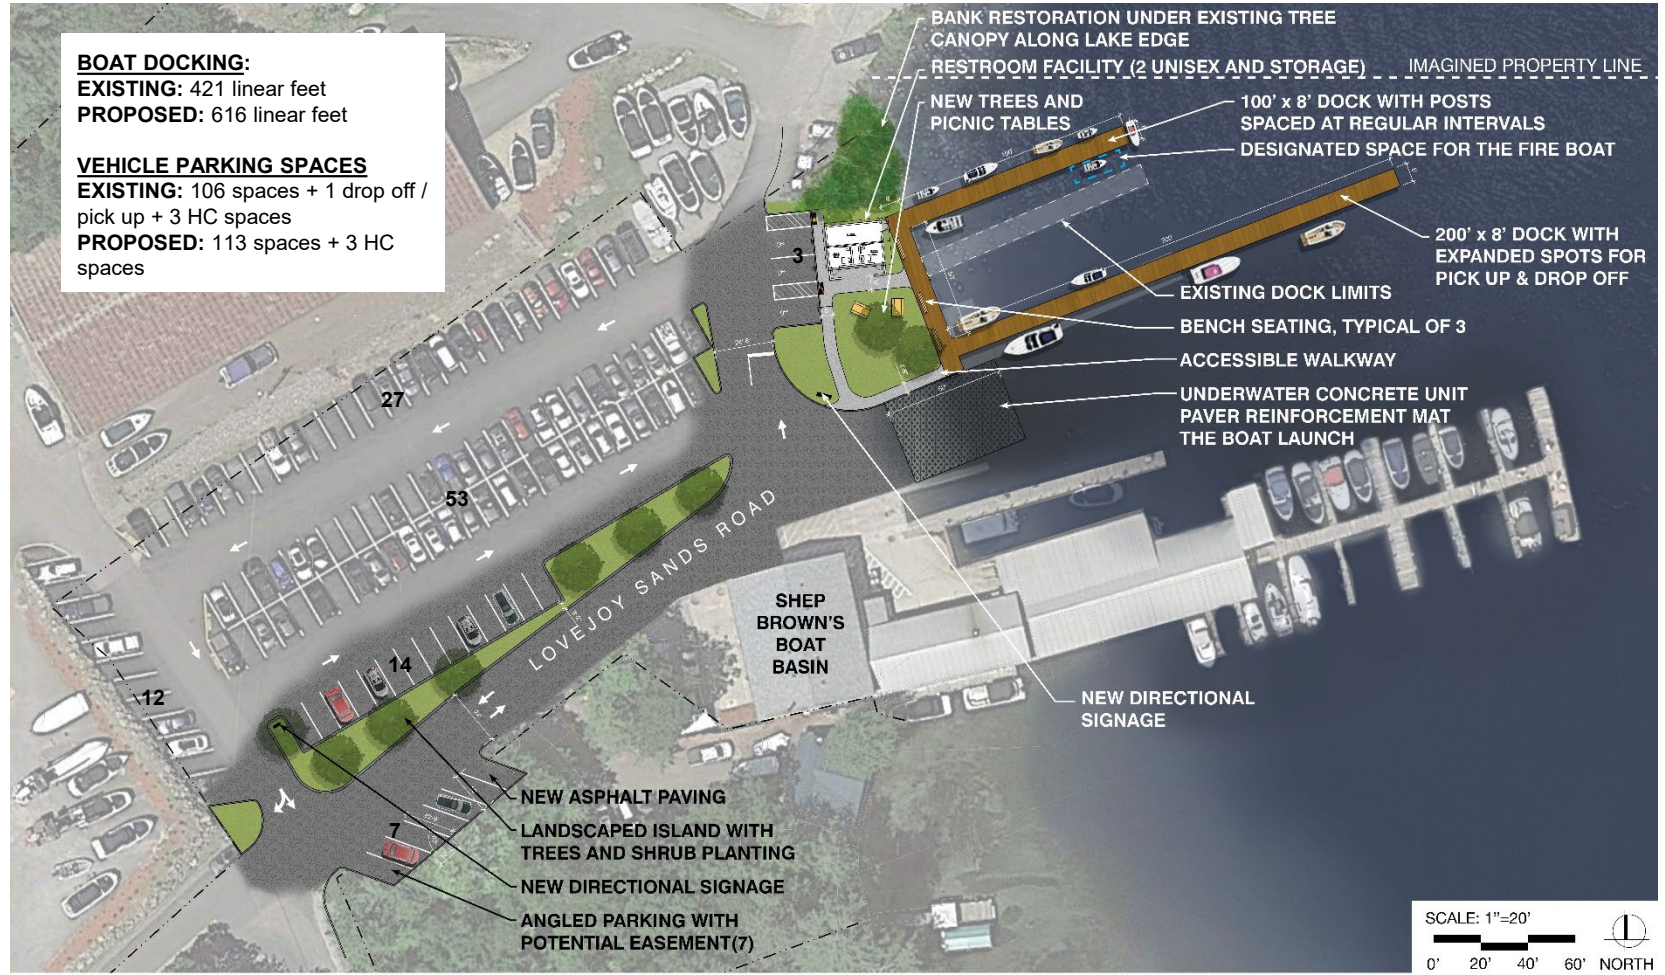 BOAT DOCKING:
EXISTING: 421 linear feet
PROPOSED: 616 linear feet
VEHICLE PARKING SPACES
EXISTING: 106 spaces + 1 drop off /
pick up + 3 HC spaces
PROPOSED: 113 spaces + 3 HC
spaces
BANK RESTORATION UNDER EXISTING TREE
CANOPY ALONG LAKE EDGE
RESTROOM FACILITY (2 UNISEX AND STORAGE)
IMAGINED PROPERTY LINE
NEW TREES AND
PICNIC TABLES
100' x 8' DOCK WITH POSTS
SPACED AT REGULAR INTERVALS
DESIGNATED SPACE FOR THE FIRE BOAT
200' x 8' DOCK WITH
EXPANDED SPOTS FOR
PICK UP & DROP OFF
EXISTING DOCK LIMITS
BENCH SEATING, TYPICAL OF 3
ACCESSIBLE WALKWAY
UNDERWATER CONCRETE UNIT
PAVER REINFORCEMENT MAT
THE BOAT LAUNCH
3
27
53
14
12
7
LOVEJOY SANDS ROAD
SHEP
BROWN'S
BOAT
BASIN
NEW DIRECTIONAL
SIGNAGE
NEW ASPHALT PAVING
LANDSCAPED ISLAND WITH
TREES AND SHRUB PLANTING
NEW DIRECTIONAL SIGNAGE
ANGLED PARKING WITH
POTENTIAL EASEMENT(7)
SCALE: 1"=20'
0' 20' 40' 60' NORTH